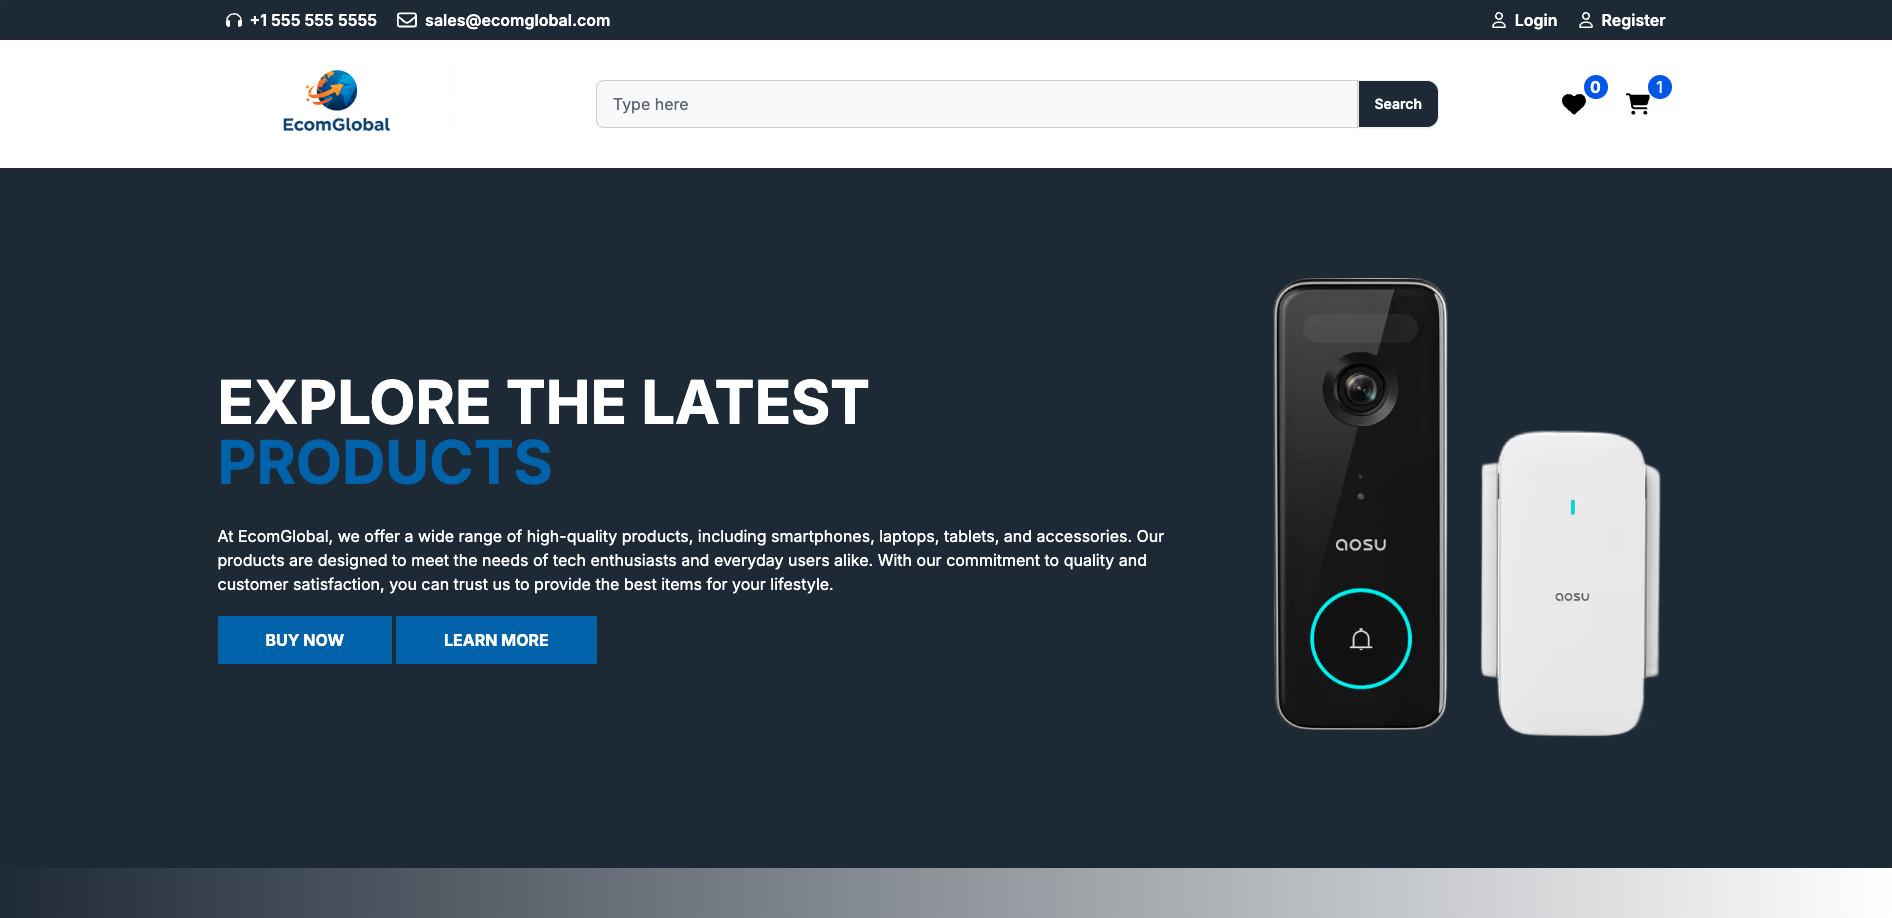 +1 555 555 5555 sales@ecomglobal.com Login Register
EcomGlobal
Type here
Search
0
1
EXPLORE THE LATEST
PRODUCTS
At EcomGlobal, we offer a wide range of high-quality products, including smartphones, laptops, tablets, and accessories. Our
products are designed to meet the needs of tech enthusiasts and everyday users alike. With our commitment to quality and
customer satisfaction, you can trust us to provide the best items for your lifestyle.
BUY NOW LEARN MORE
aosu
aosu